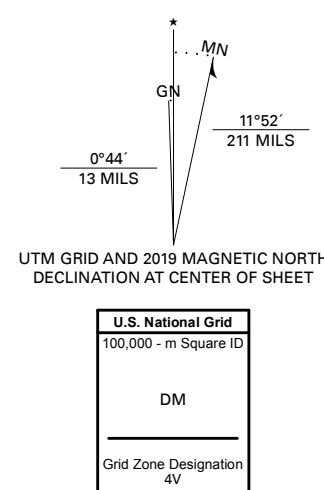 ★
MN
GN
11°52´
211 MILS
0°44´
13 MILS
UTM GRID AND 2019 MAGNETIC NORTH
DECLINATION AT CENTER OF SHEET
U.S. National Grid
100,000 - m Square ID
DM
Grid Zone Designation
4V